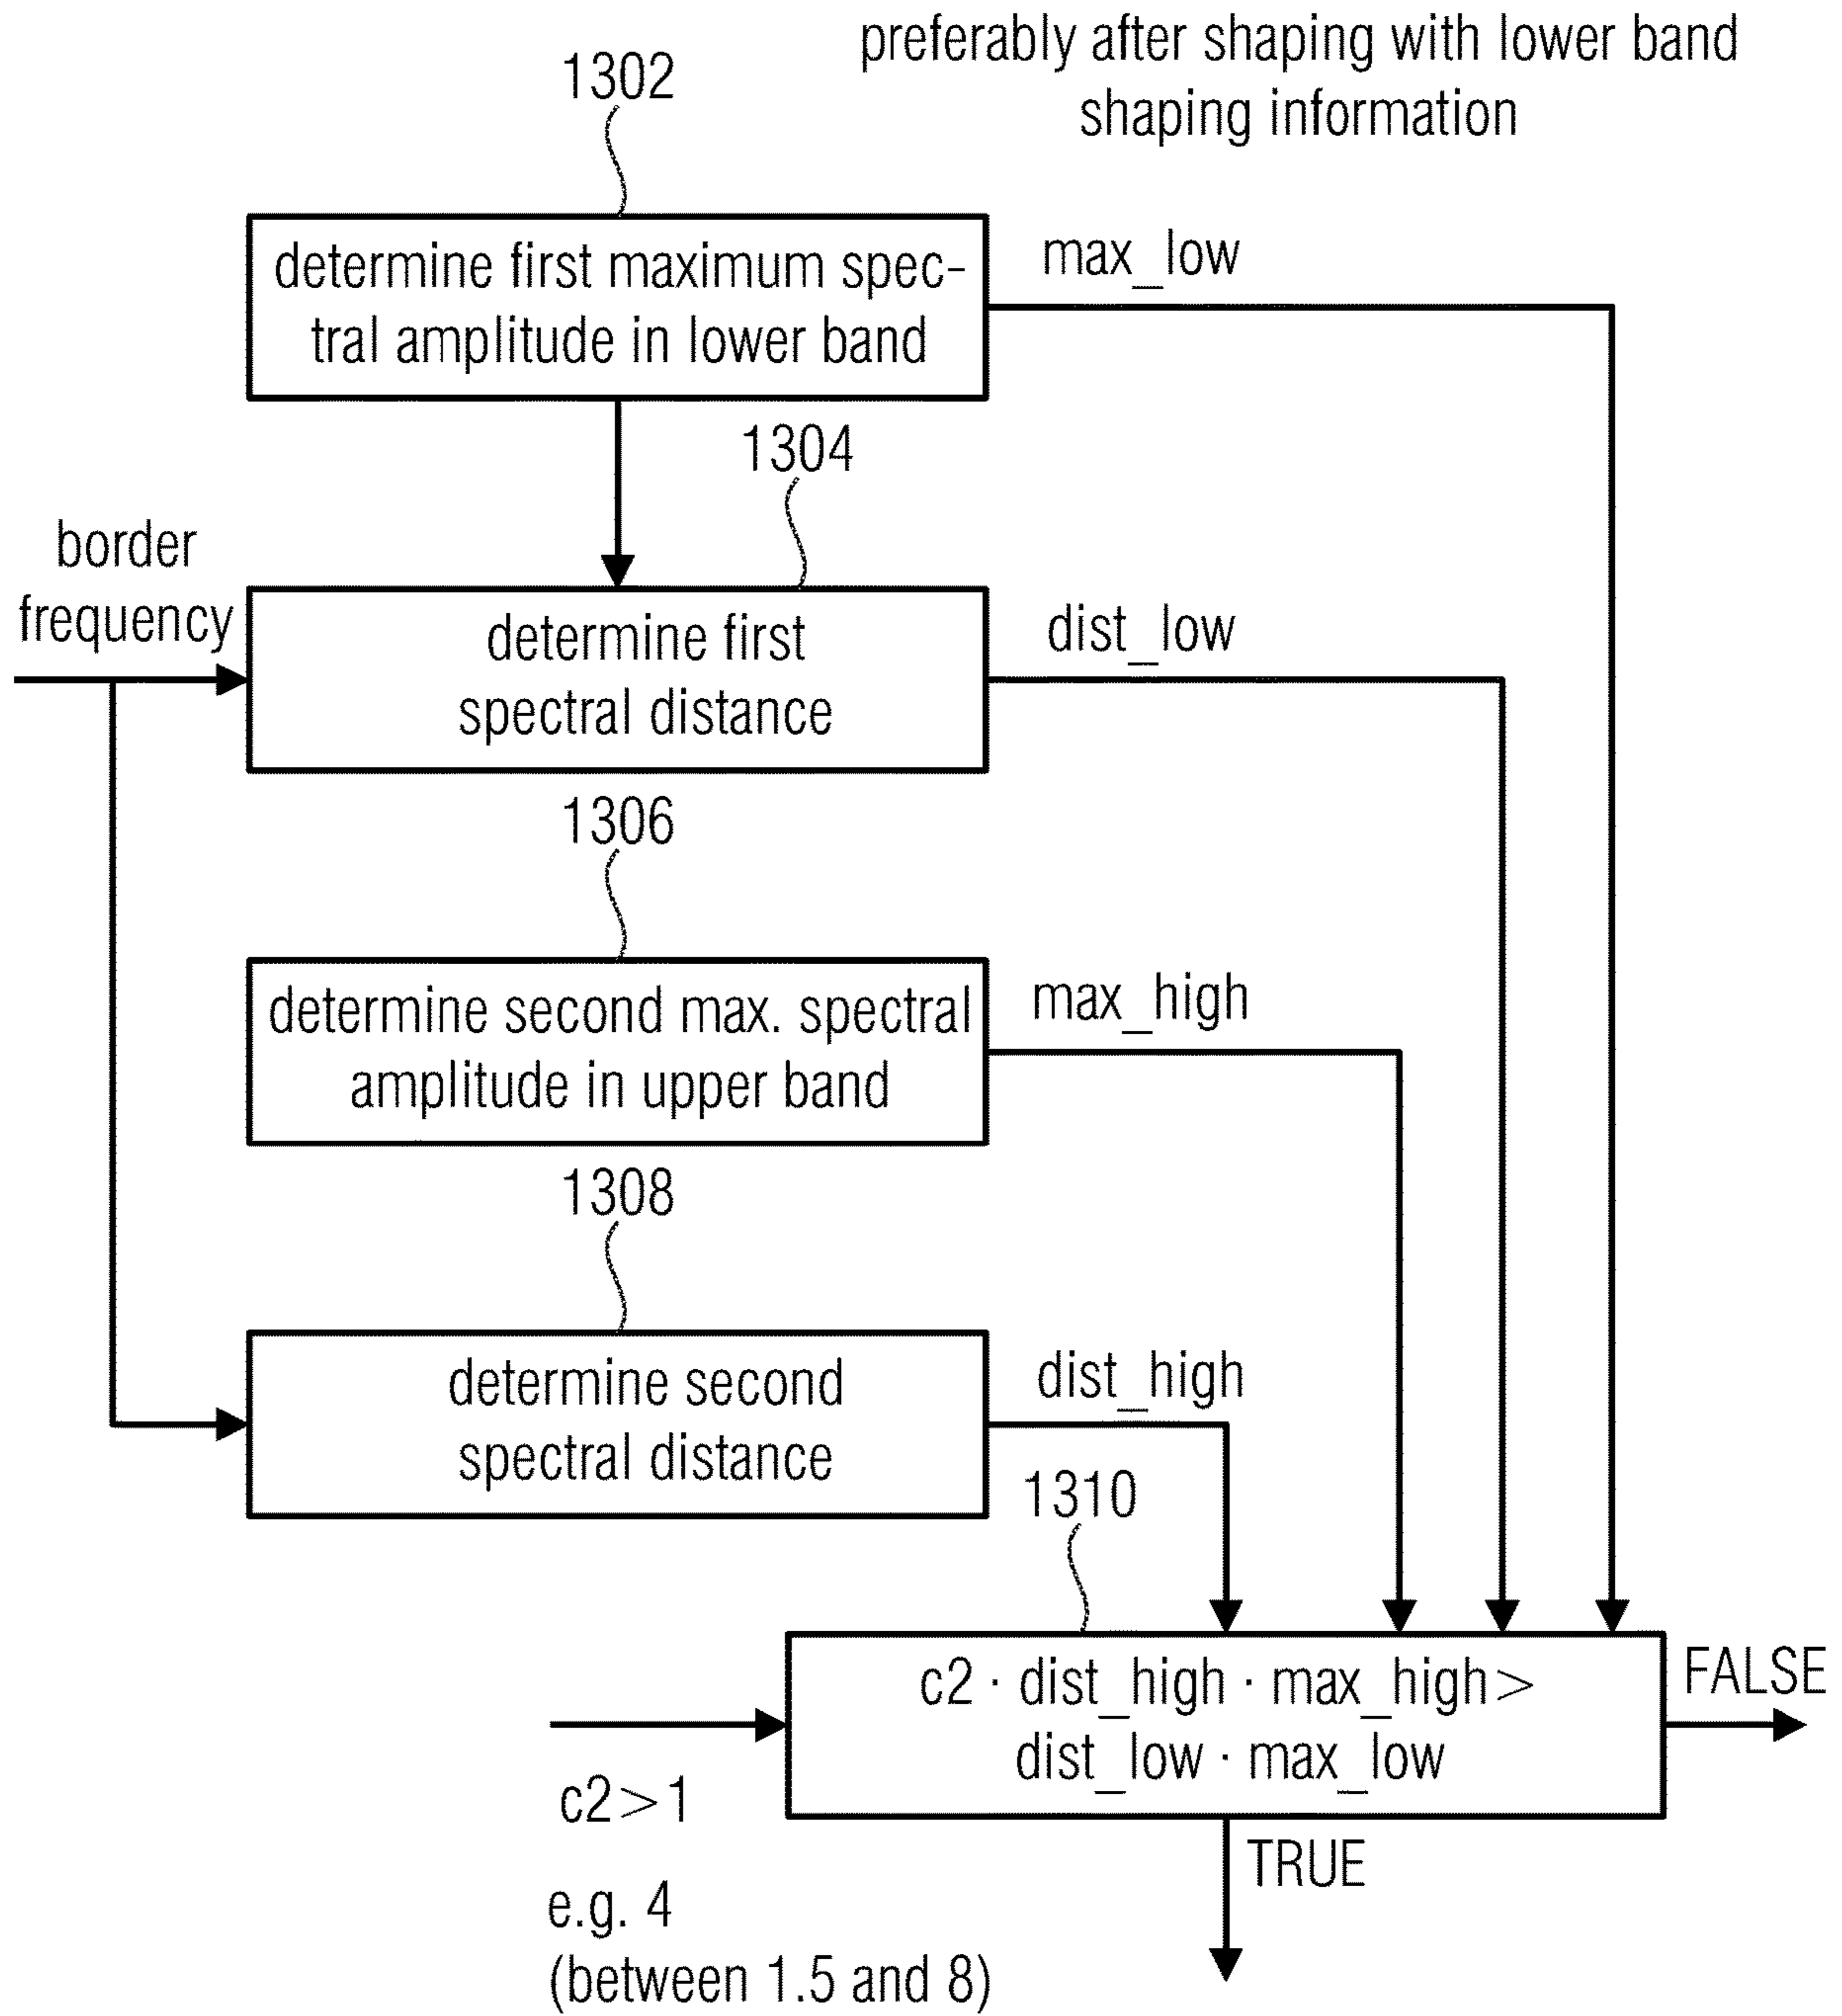 preferably after shaping with lower band
shaping information
1302
determine first maximum spec-
tral amplitude in lower band
max_low
1304
border
frequency
determine first
spectral distance
dist_low
1306
determine second max. spectral
amplitude in upper band
max_high
1308
determine second
spectral distance
dist_high
1310
c2 · dist_high · max_high >
dist_low · max_low
FALSE
c2 > 1
TRUE
e.g. 4
(between 1.5 and 8)